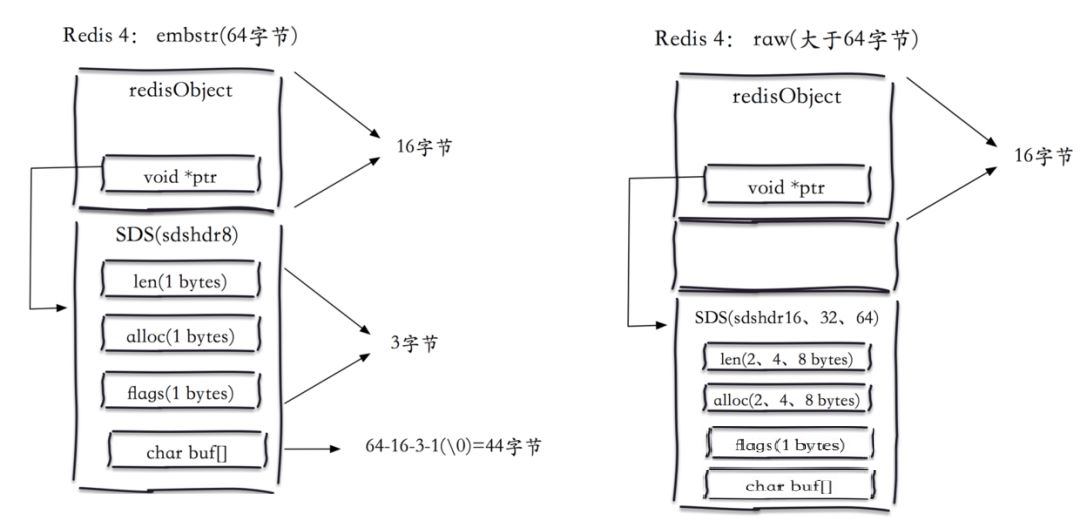 Redis 4: embstr(64字节)
redisObject
16字节
void *ptr
SDS(sdshdr8)
len(1 bytes)
alloc(1 bytes)
3字节
flags(1 bytes)
char buf[]
64-16-3-1(\0)=44字节
Redis 4: raw(大于64字节)
redisObject
16字节
void *ptr
SDS(sdshdr16、32、64)
len(2、4、8 bytes)
alloc(2、4、8 bytes)
flags(1 bytes)
char buf[]